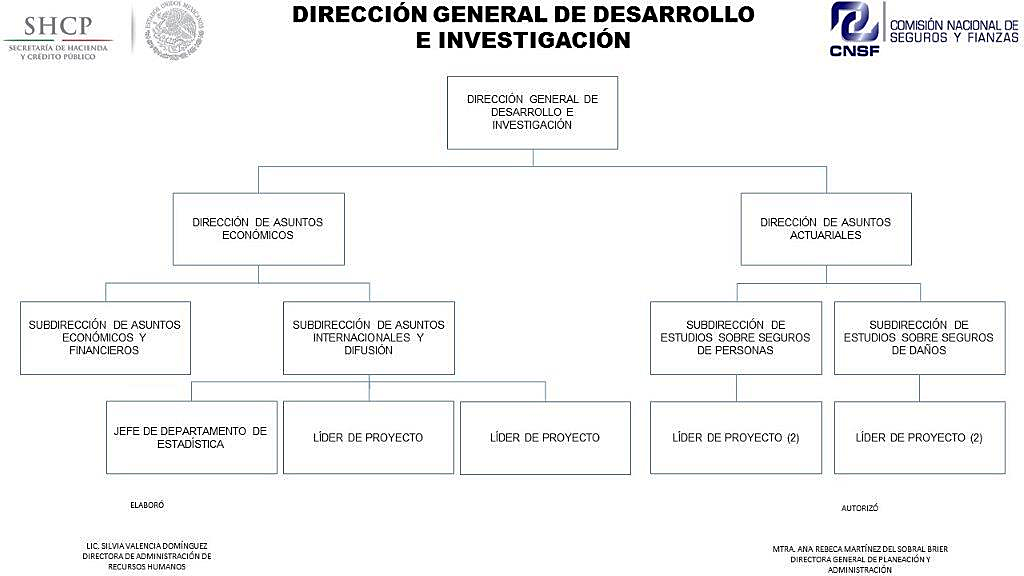 SHCP
SECRETARÍA DE HACIENDA
Y CRÉDITO PÚBLICO
ESTADOS UNIDOS MEXICANOS
DIRECCIÓN GENERAL DE DESARROLLO
E INVESTIGACIÓN
CNSF
COMISIÓN NACIONAL DE
SEGUROS Y FIANZAS
DIRECCIÓN GENERAL DE
DESARROLLO E
INVESTIGACIÓN
DIRECCIÓN DE ASUNTOS
ECONÓMICOS
DIRECCIÓN DE ASUNTOS
ACTUARIALES
SUBDIRECCIÓN DE ASUNTOS
ECONÓMICOS Y
FINANCIEROS
SUBDIRECCIÓN DE ASUNTOS
INTERNACIONALES Y
DIFUSIÓN
SUBDIRECCIÓN DE
ESTUDIOS SOBRE SEGUROS
DE PERSONAS
SUBDIRECCIÓN DE
ESTUDIOS SOBRE SEGUROS
DE DAÑOS
JEFE DE DEPARTAMENTO DE
ESTADÍSTICA
LÍDER DE PROYECTO
LÍDER DE PROYECTO
LÍDER DE PROYECTO (2)
LÍDER DE PROYECTO (2)
ELABORÓ
LIC. SILVIA VALENCIA DOMÍNGUEZ
DIRECTORA DE ADMINISTRACIÓN DE
RECURSOS HUMANOS
AUTORIZÓ
MTRA. ANA REBECA MARTÍNEZ DEL SOBRAL BRIER
DIRECTORA GENERAL DE PLANEACIÓN Y
ADMINISTRACIÓN